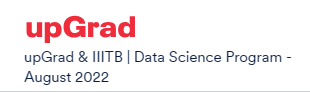 upGrad
upGrad & IIITB | Data Science Program -
August 2022